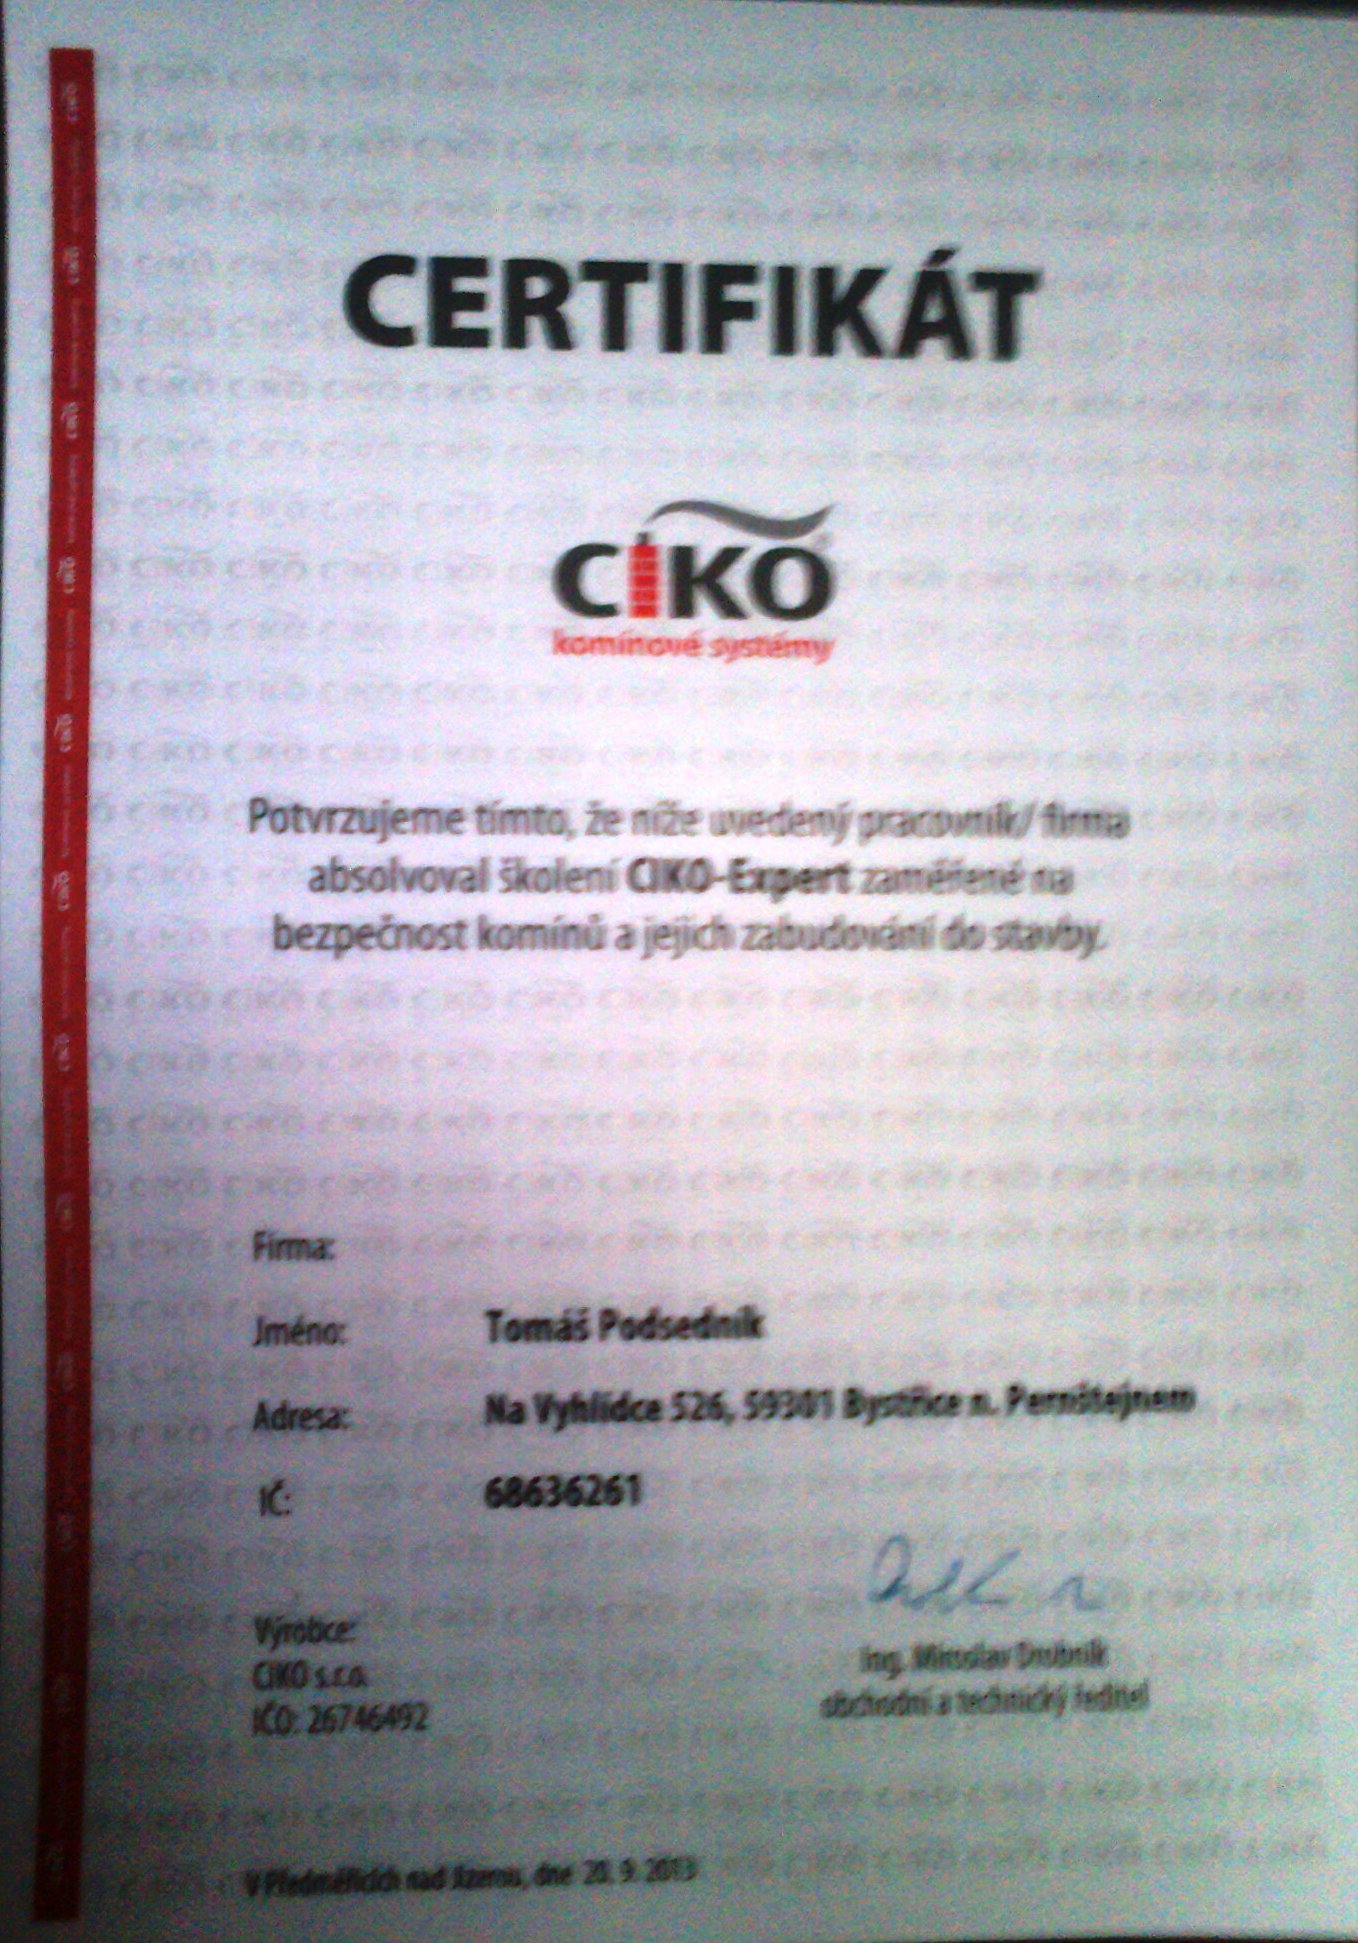 CERTIFIKÁT
CIKO
komínové systémy
Potvrzujeme tímto, že níže uvedený pracovník/ firma
absolvoval školení CIKO-Expert zaměřené na
bezpečnost komínů a jejich zabudování do stavby.
Firma:
Jméno: Tomáš Podsedník
Adresa: Na Vyhlídce 526, 59301 Bystřice n. Pernštejnem
IČ: 68636261
Výrobce:
CIKO s.r.o.
IČO: 26746492
Ing. Miroslav Drobník
obchodní a technický ředitel
V Předměřicích nad Jizerou, dne 20. 9. 2013